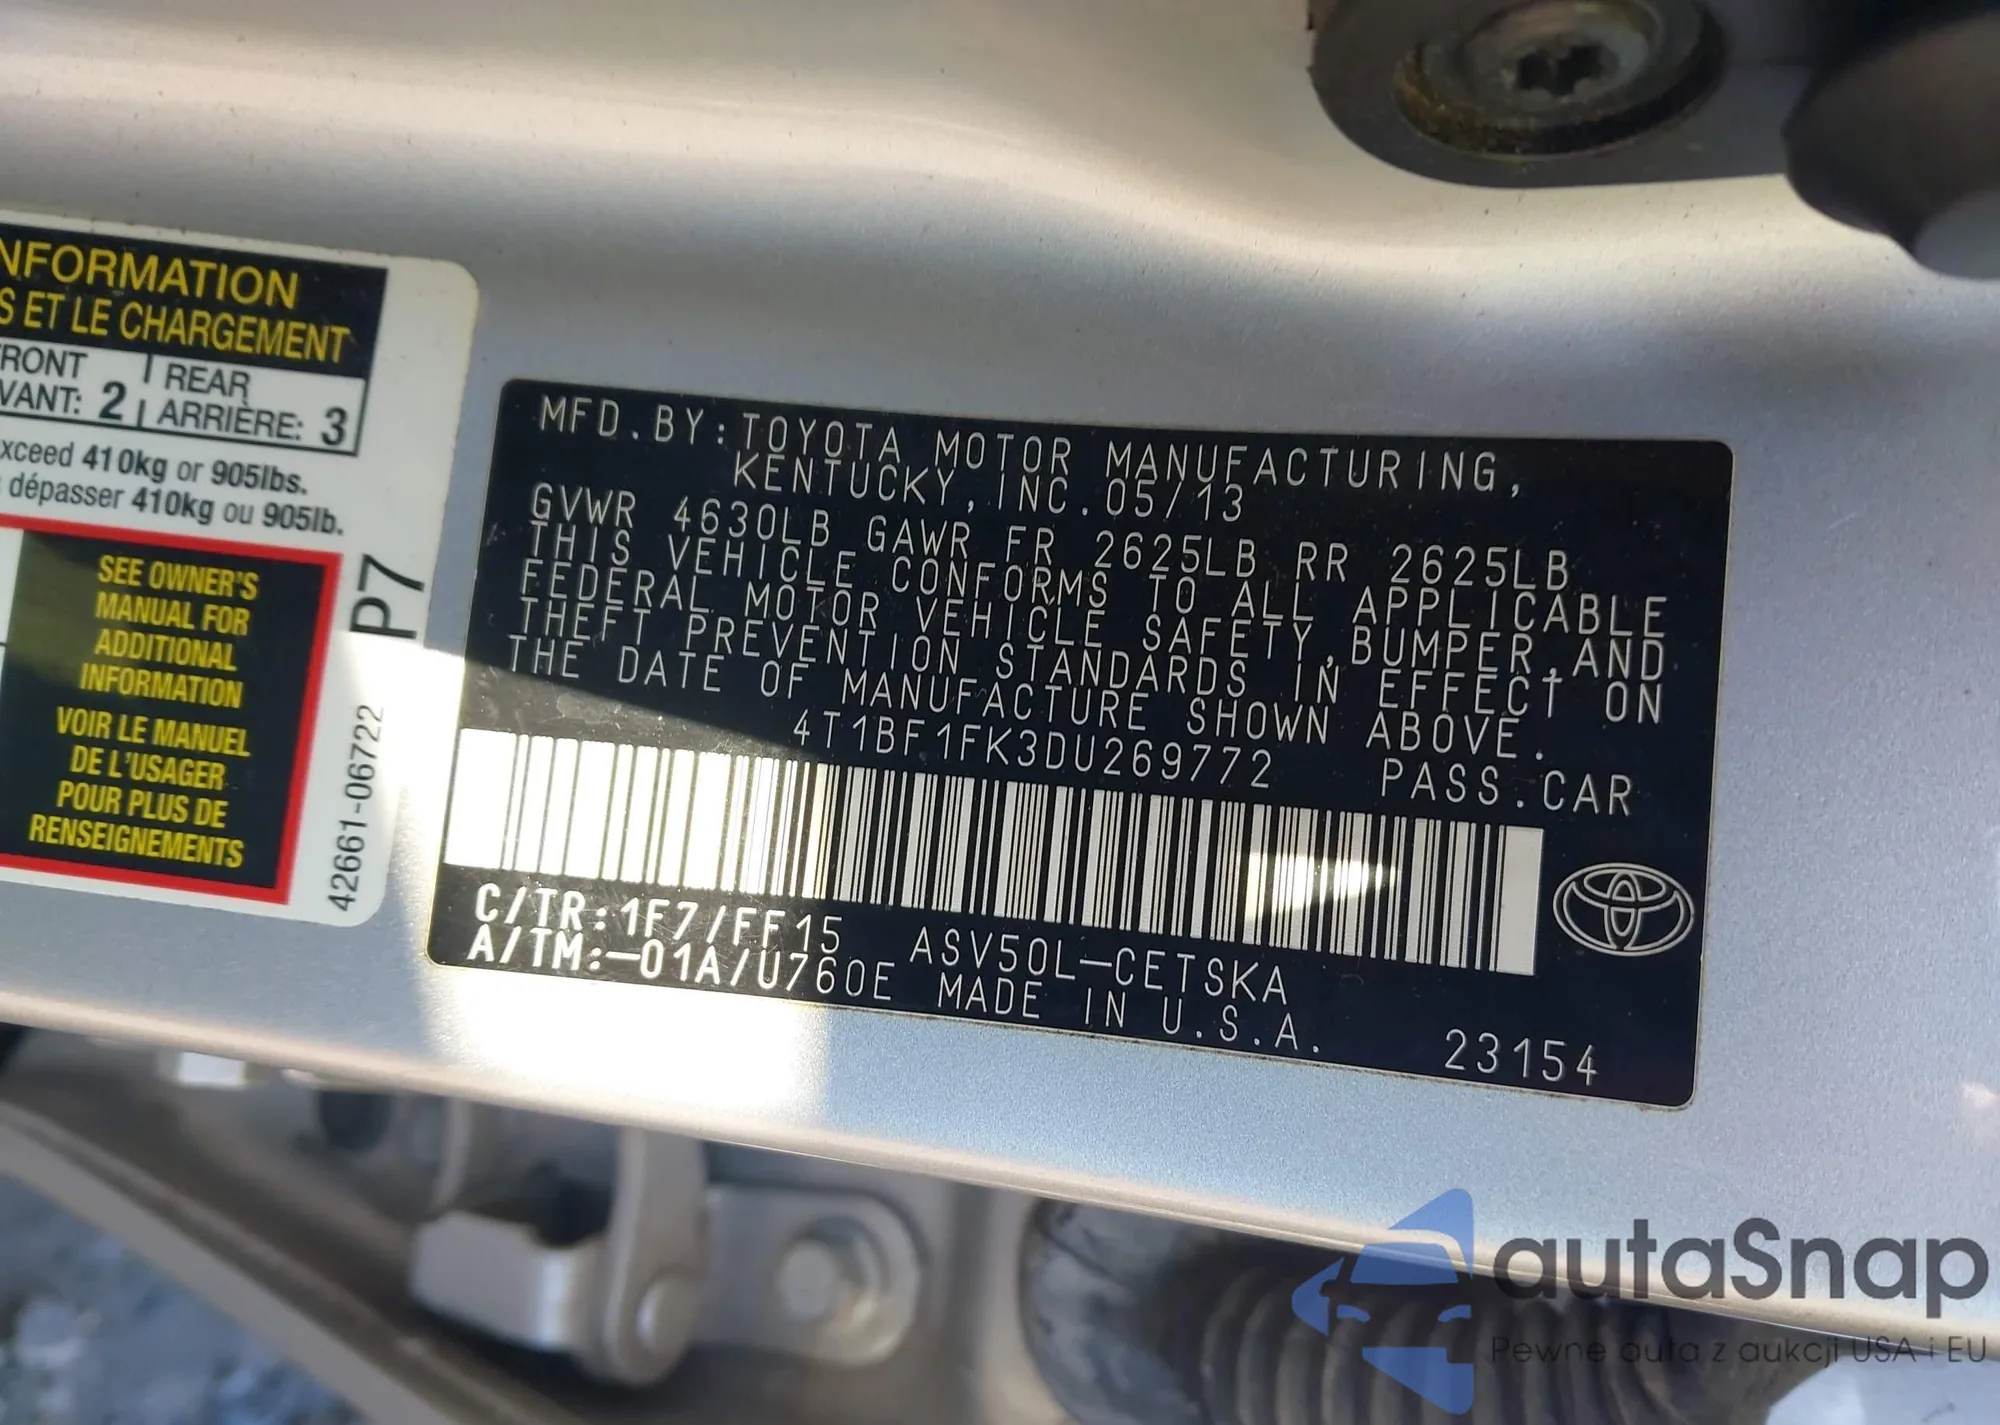 NFORMATION
S ET LE CHARGEMENT
RONT
VANT: 2
REAR
ARRIÈRE: 3
xceed 410kg or 905lbs.
dépasser 410kg ou 905lb.
SEE OWNER'S
MANUAL FOR
ADDITIONAL
INFORMATION
VOIR LE MANUEL
DE L'USAGER
POUR PLUS DE
RENSEIGNEMENTS
P7
42661-06722
MFD.BY:TOYOTA MOTOR MANUFACTURING,
KENTUCKY,INC.05/13
GVWR 4630LB GAWR FR 2625LB RR 2625LB
THIS VEHICLE CONFORMS TO ALL APPLICABLE
FEDERAL MOTOR VEHICLE SAFETY,BUMPER,AND
THEFT PREVENTION STANDARDS IN EFFECT ON
THE DATE OF MANUFACTURE SHOWN ABOVE.
4T1BF1FK3DU269772 PASS.CAR
C/TR:1F7/FF15 ASV50L-CETSKA
A/TM:-01A/U760E MADE IN U.S.A.
23154
autaSnap
Pewne auta z aukcji USA i EU